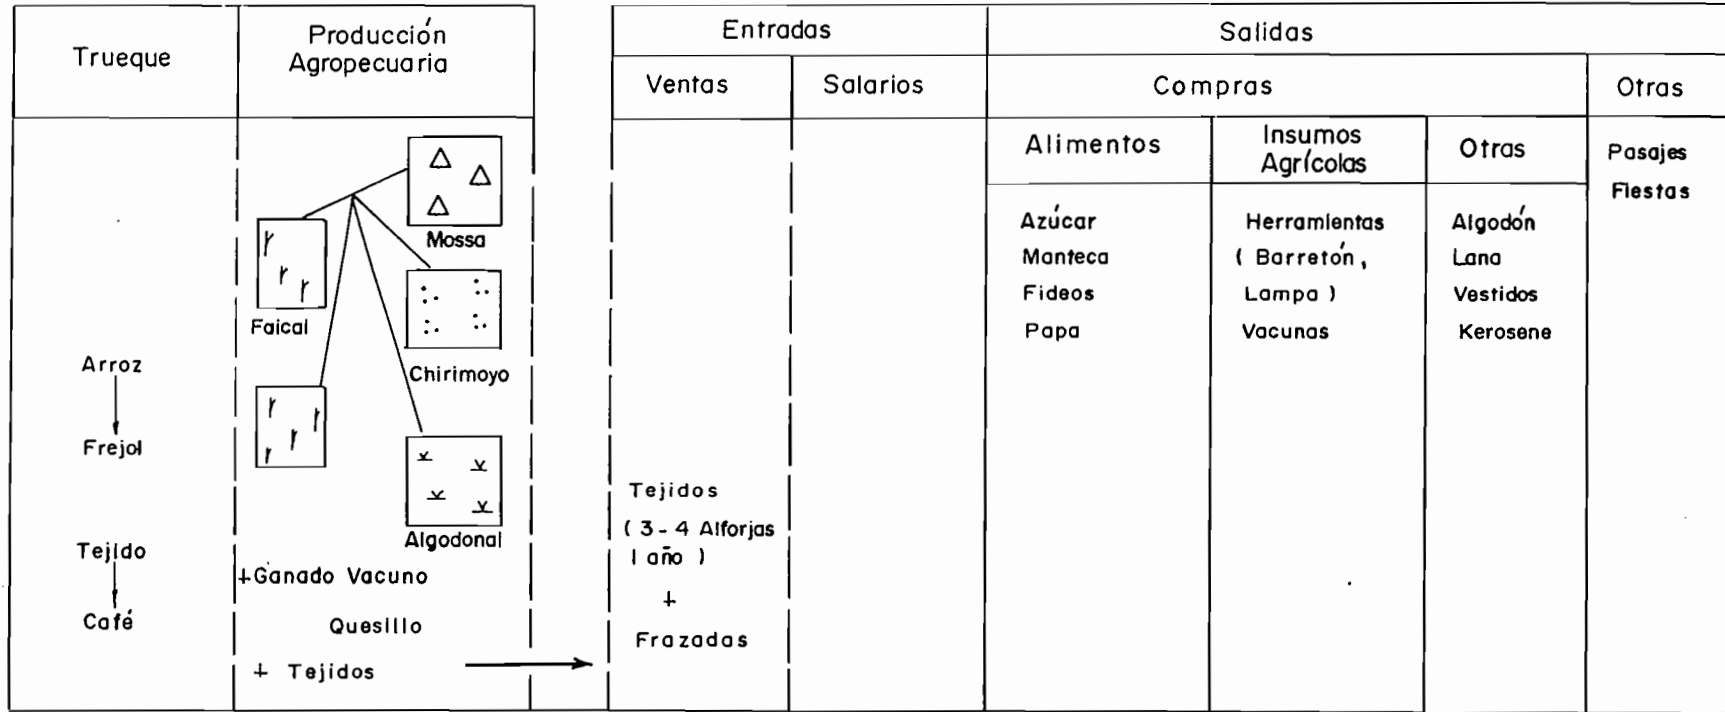 Trueque
Producción
Agropecuaria
Entradas
Salidas
Ventas
Salarios
Compras
Otras
Alimentos
Insumos
Agrícolas
Otras
Pasajes
Fiestas
Mossa
Faical
Chirimoyo
Algodonal
Arroz
Frejol
Tejido
Café
+Ganado Vacuno
Quesillo
+ Tejidos
Tejidos
(3-4 Alforjas
1 año)
+
Frazadas
Azúcar
Manteca
Fideos
Papa
Herramientas
(Barretón,
Lampa)
Vacunas
Algodón
Lana
Vestidos
Kerosene